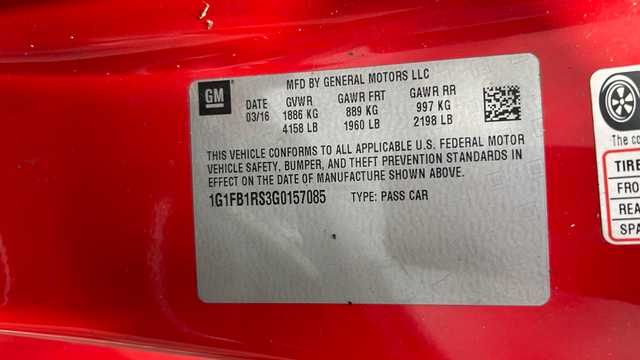 MFD BY GENERAL MOTORS LLC
GM
DATE GVWR GAWR FRT GAWR RR
03/16 1886 KG 889 KG 997 KG
4158 LB 1960 LB 2198 LB
THIS VEHICLE CONFORMS TO ALL APPLICABLE U.S. FEDERAL MOTOR
VEHICLE SAFETY, BUMPER, AND THEFT PREVENTION STANDARDS IN
EFFECT ON THE DATE OF MANUFACTURE SHOWN ABOVE.
1G1FB1RS3G0157085 TYPE: PASS CAR
The co
TIRE
FRO
REA
SPA